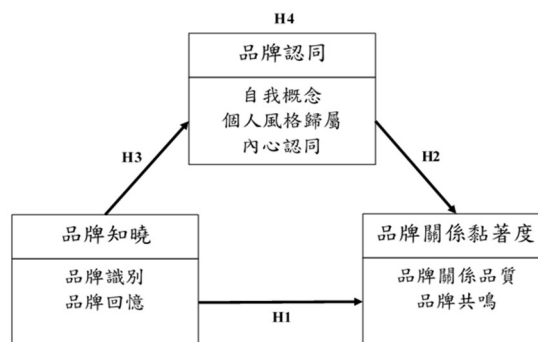 H4
品牌認同
自我概念
個人風格歸屬
內心認同
H3
H2
品牌知曉
品牌識別
品牌回憶
品牌關係黏著度
品牌關係品質
品牌共鳴
H1